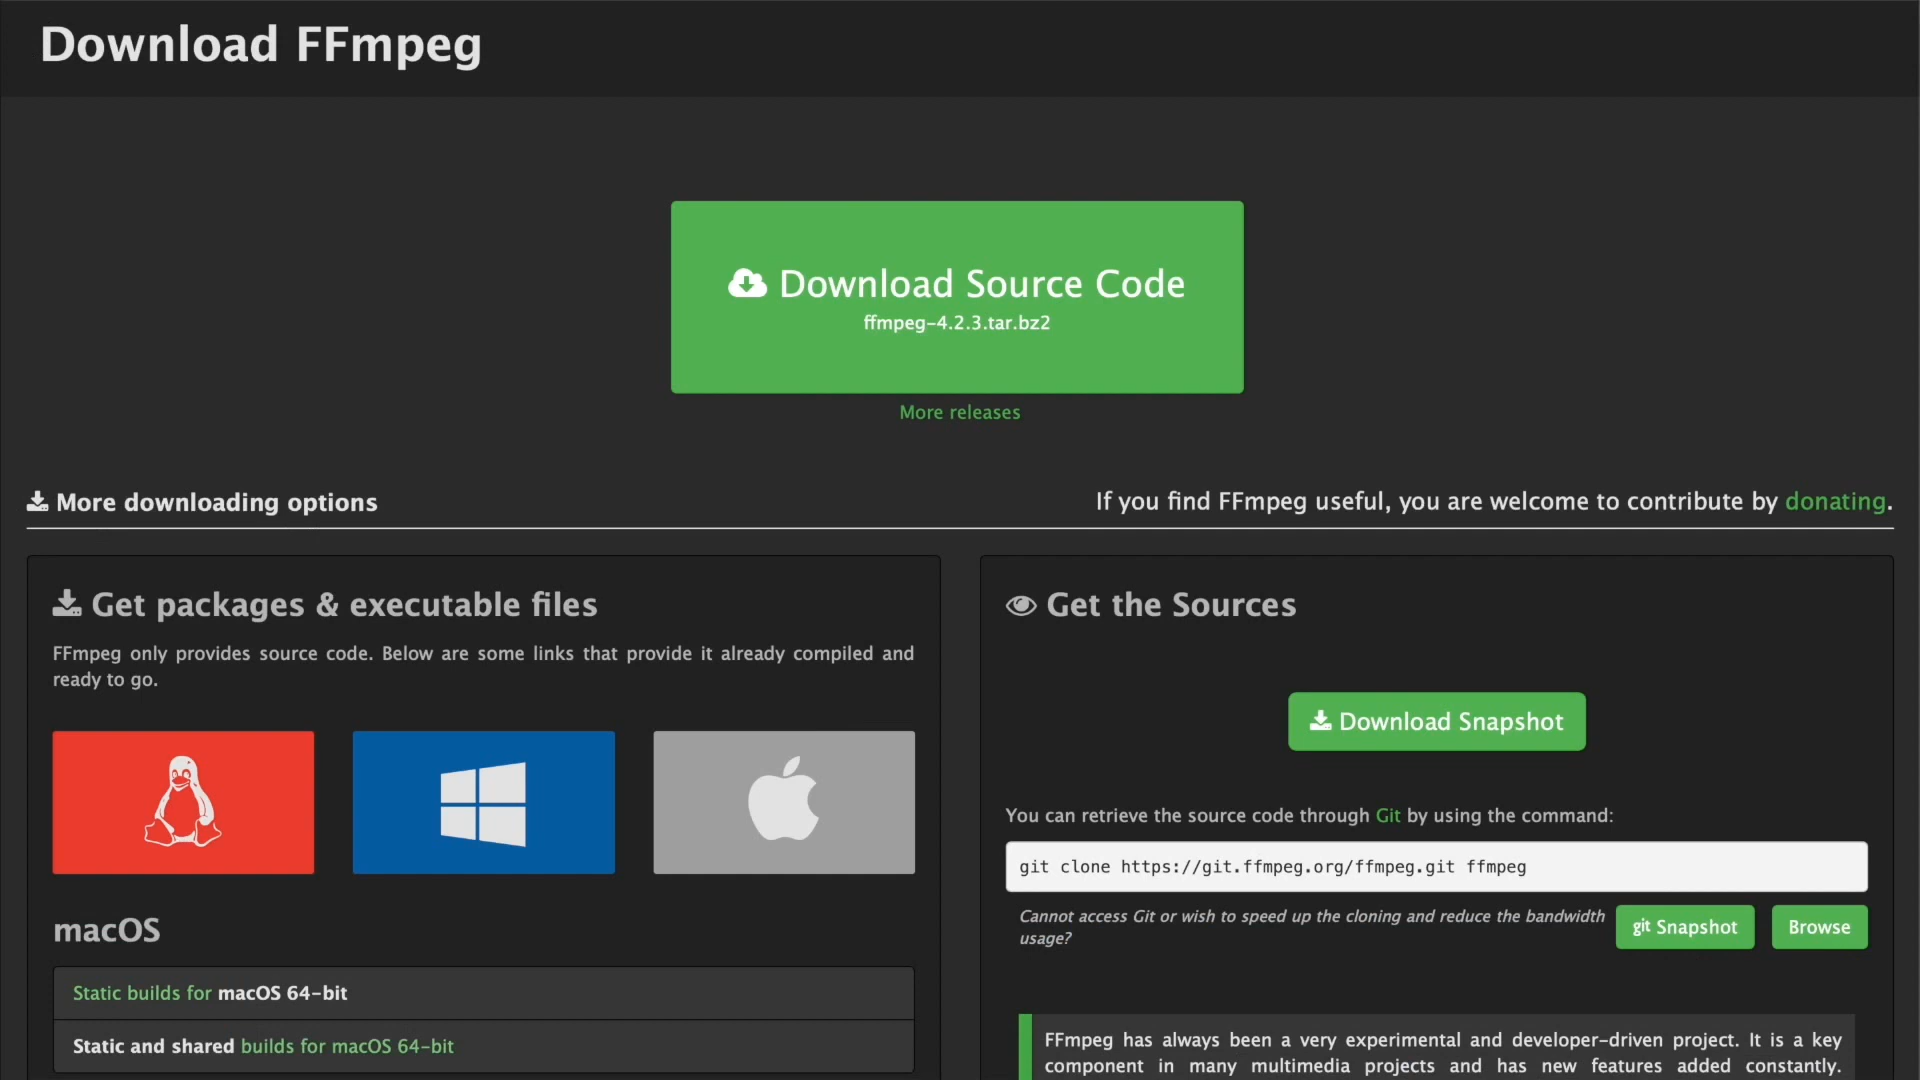 Download FFmpeg
Download Source Code
ffmpeg-4.2.3.tar.bz2
More releases
More downloading options
If you find FFmpeg useful, you are welcome to contribute by donating.
Get packages & executable files
FFmpeg only provides source code. Below are some links that provide it already compiled and
ready to go.
macOS
Static builds for macOS 64-bit
Static and shared builds for macOS 64-bit
Get the Sources
Download Snapshot
You can retrieve the source code through Git by using the command:
git clone https://git.ffmpeg.org/ffmpeg.git ffmpeg
Cannot access Git or wish to speed up the cloning and reduce the bandwidth
usage?
git Snapshot
Browse
FFmpeg has always been a very experimental and developer-driven project. It is a key
component in many multimedia projects and has new features added constantly.